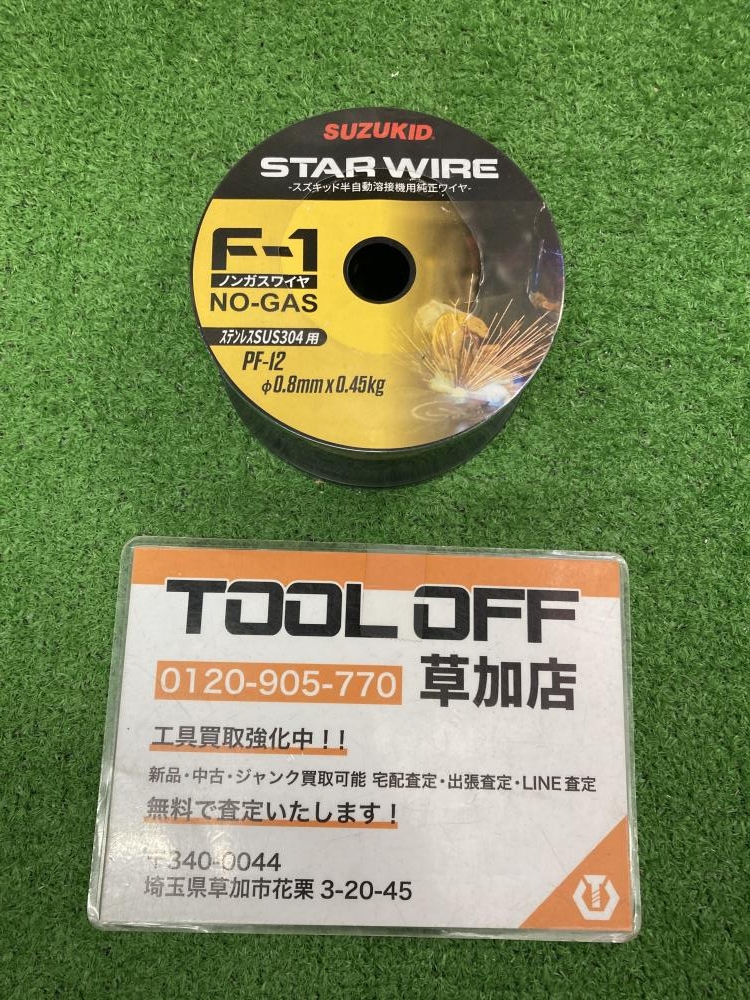 SUZUKID
STAR WIRE
-スズキッド半自動溶接機用純正ワイヤ-
F-1
ノンガスワイヤ
NO-GAS
ステンレスSUS304用
PF-12
φ0.8mm x 0.45kg
TOOL OFF
0120-905-770 草加店
工具買取強化中!!
新品・中古・ジャンク買取可能 宅配査定・出張査定・LINE査定
無料で査定いたします!
〒340-0044
埼玉県草加市花栗 3-20-45